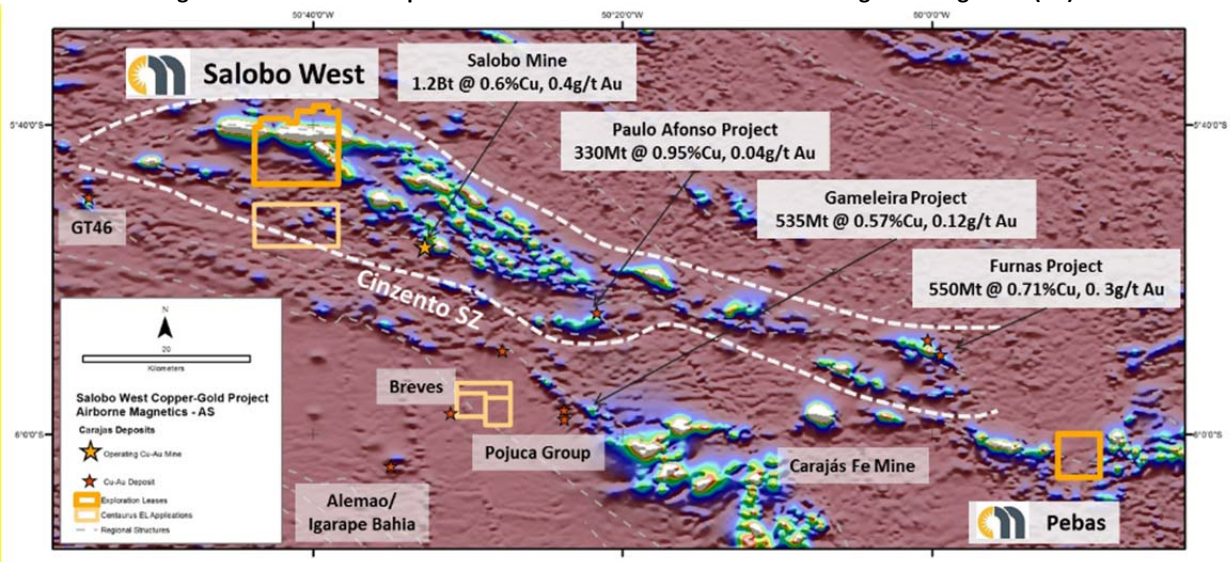 50°40'0"W
50°20'0"W
60°0'0"W
Salobo West
Salobo Mine
1.2Bt @ 0.6%Cu, 0.4g/t Au
5°40'0"S
5°40'0"S
Paulo Afonso Project
330Mt @ 0.95%Cu, 0.04g/t Au
Gameleira Project
535Mt @ 0.57%Cu, 0.12g/t Au
GT46
Furnas Project
550Mt @ 0.71%Cu, 0. 3g/t Au
Cinzento SZ
N
20
Kilometers
Salobo West Copper-Gold Project
Airborne Magnetics - AS
Carajas Deposits
Operating Cu-Au Mine
Cu-Au Deposit
Exploration Leases
Centaurus EL Applications
Regional Structures
Breves
6°0'0"S
6°0'0"S
Pojuca Group
Carajás Fe Mine
Alemao/
Igarape Bahia
Pebas